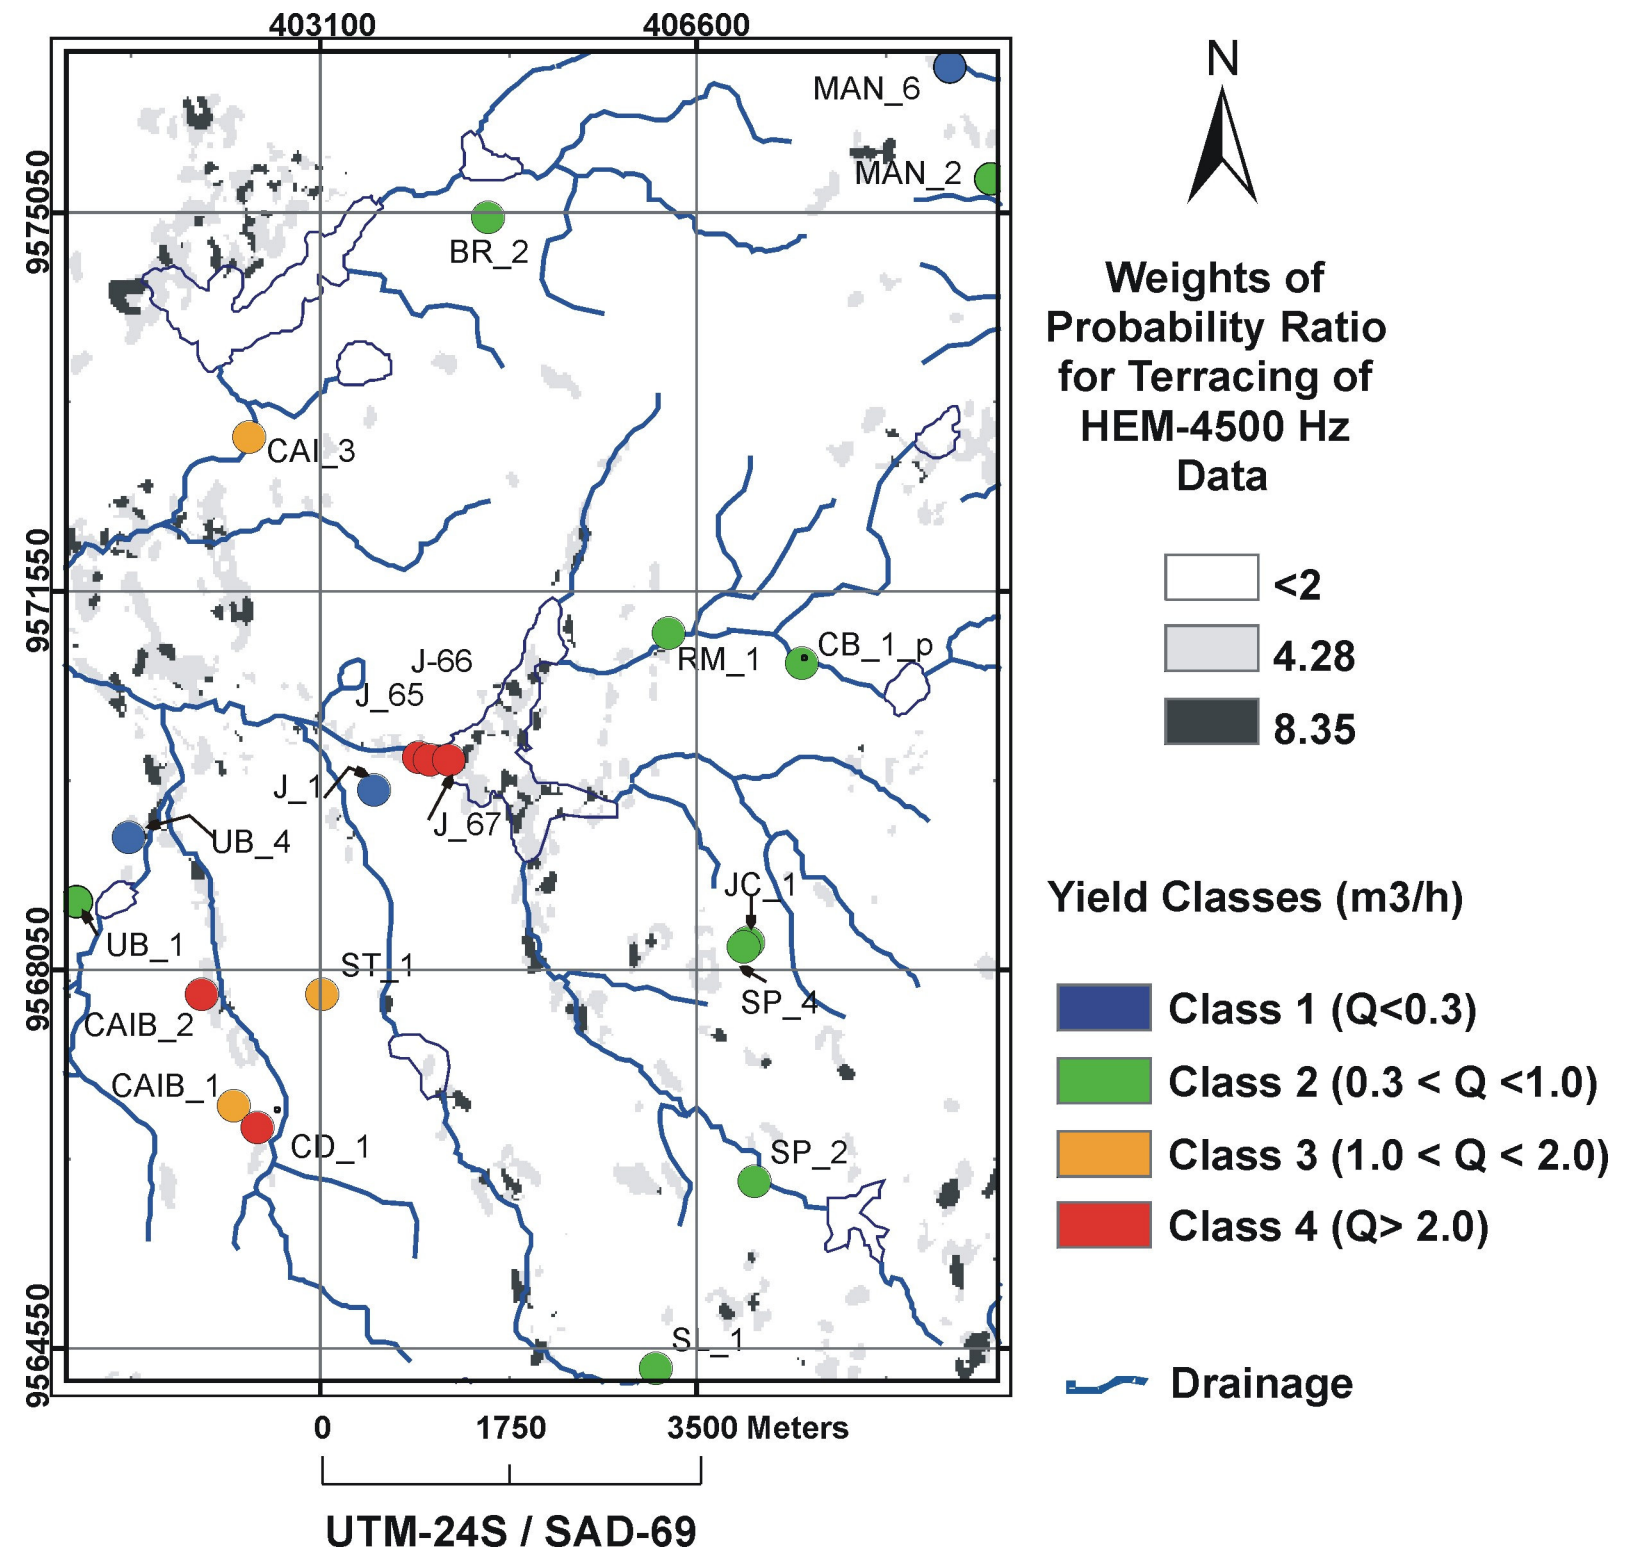 403100
406600
MAN_6
N
MAN_2
9575050
BR_2
Weights of
Probability Ratio
for Terracing of
HEM-4500 Hz
Data
CAI_3
9571550
<2
J-66
RM_1
CB_1_p
4.28
J_65
8.35
J_1
J_67
UB_4
JC_1
Yield Classes (m3/h)
UB_1
ST_1
9568050
SP_4
Class 1 (Q<0.3)
CAIB_2
CAIB_1
Class 2 (0.3 < Q <1.0)
CD_1
SP_2
Class 3 (1.0 < Q < 2.0)
Class 4 (Q> 2.0)
9564550
Drainage
0
1750
3500 Meters
UTM-24S / SAD-69